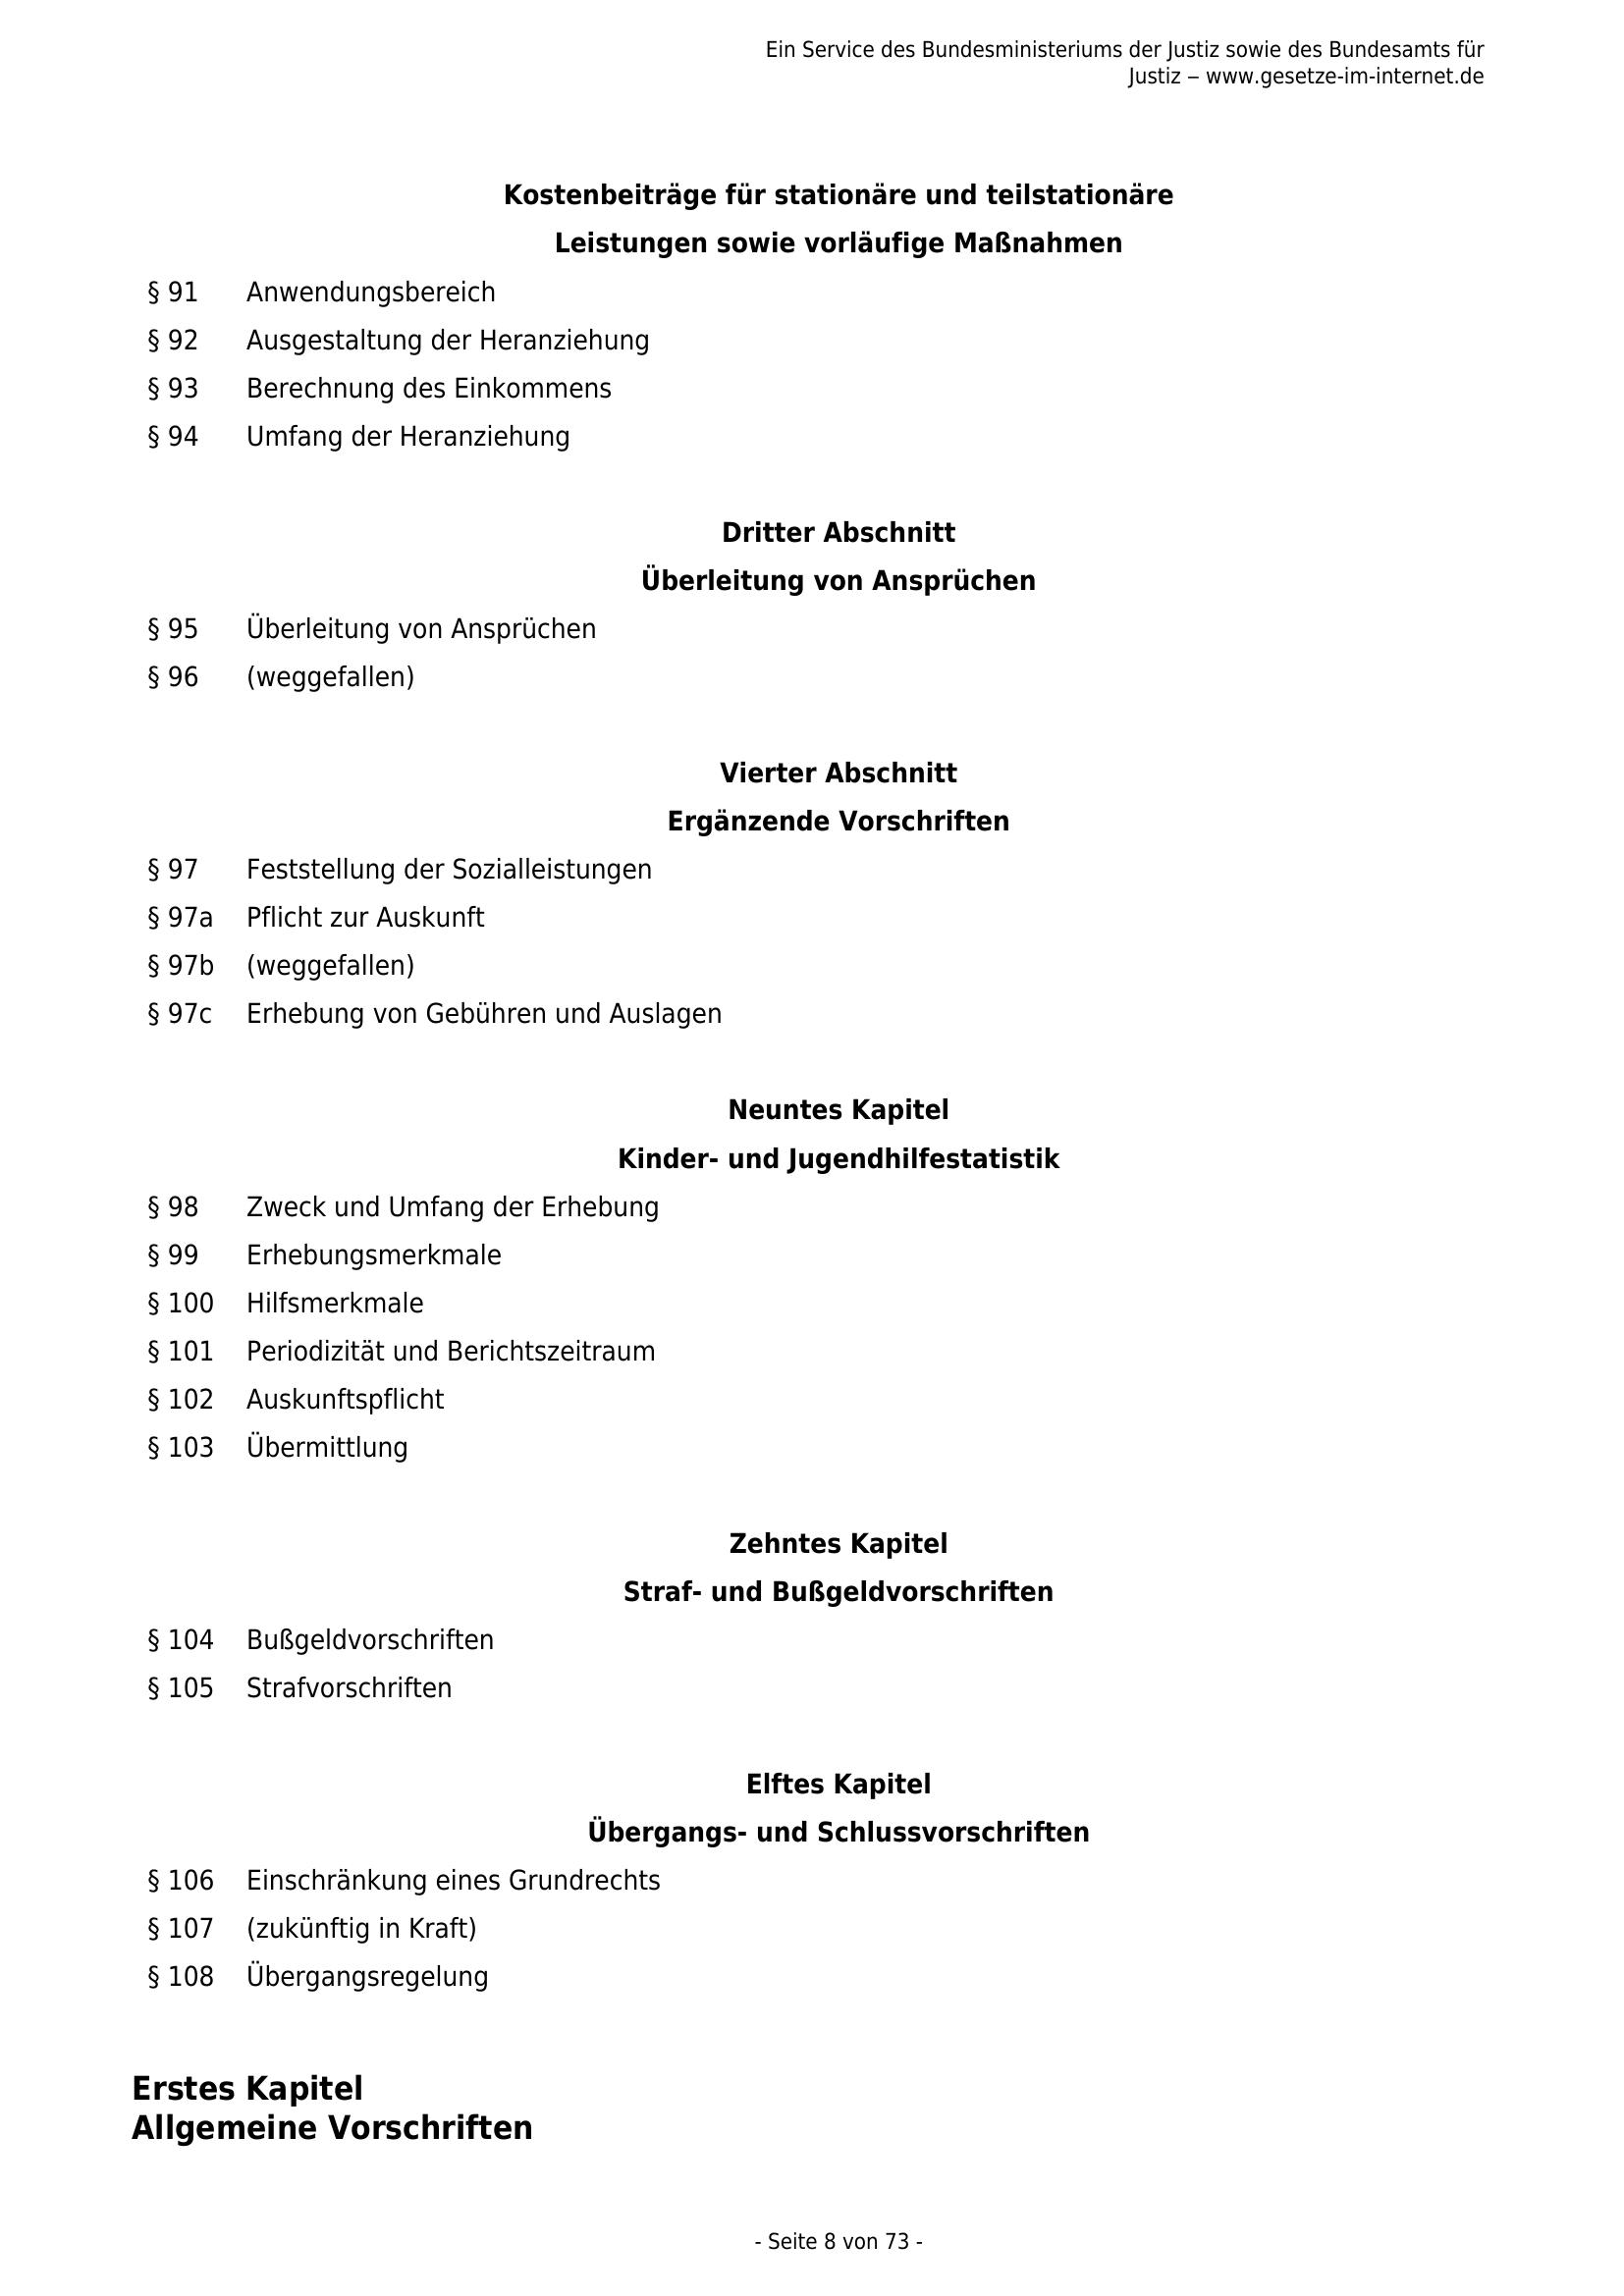 Ein Service des Bundesministeriums der Justiz sowie des Bundesamts für
Justiz ‒ www.gesetze-im-internet.de
Kostenbeiträge für stationäre und teilstationäre
Leistungen sowie vorläufige Maßnahmen
§ 91 Anwendungsbereich
§ 92 Ausgestaltung der Heranziehung
§ 93 Berechnung des Einkommens
§ 94 Umfang der Heranziehung
Dritter Abschnitt
Überleitung von Ansprüchen
§ 95 Überleitung von Ansprüchen
§ 96 (weggefallen)
Vierter Abschnitt
Ergänzende Vorschriften
§ 97 Feststellung der Sozialleistungen
§ 97a Pflicht zur Auskunft
§ 97b (weggefallen)
§ 97c Erhebung von Gebühren und Auslagen
Neuntes Kapitel
Kinder- und Jugendhilfestatistik
§ 98 Zweck und Umfang der Erhebung
§ 99 Erhebungsmerkmale
§ 100 Hilfsmerkmale
§ 101 Periodizität und Berichtszeitraum
§ 102 Auskunftspflicht
§ 103 Übermittlung
Zehntes Kapitel
Straf- und Bußgeldvorschriften
§ 104 Bußgeldvorschriften
§ 105 Strafvorschriften
Elftes Kapitel
Übergangs- und Schlussvorschriften
§ 106 Einschränkung eines Grundrechts
§ 107 (zukünftig in Kraft)
§ 108 Übergangsregelung
Erstes Kapitel
Allgemeine Vorschriften
- Seite 8 von 73 -